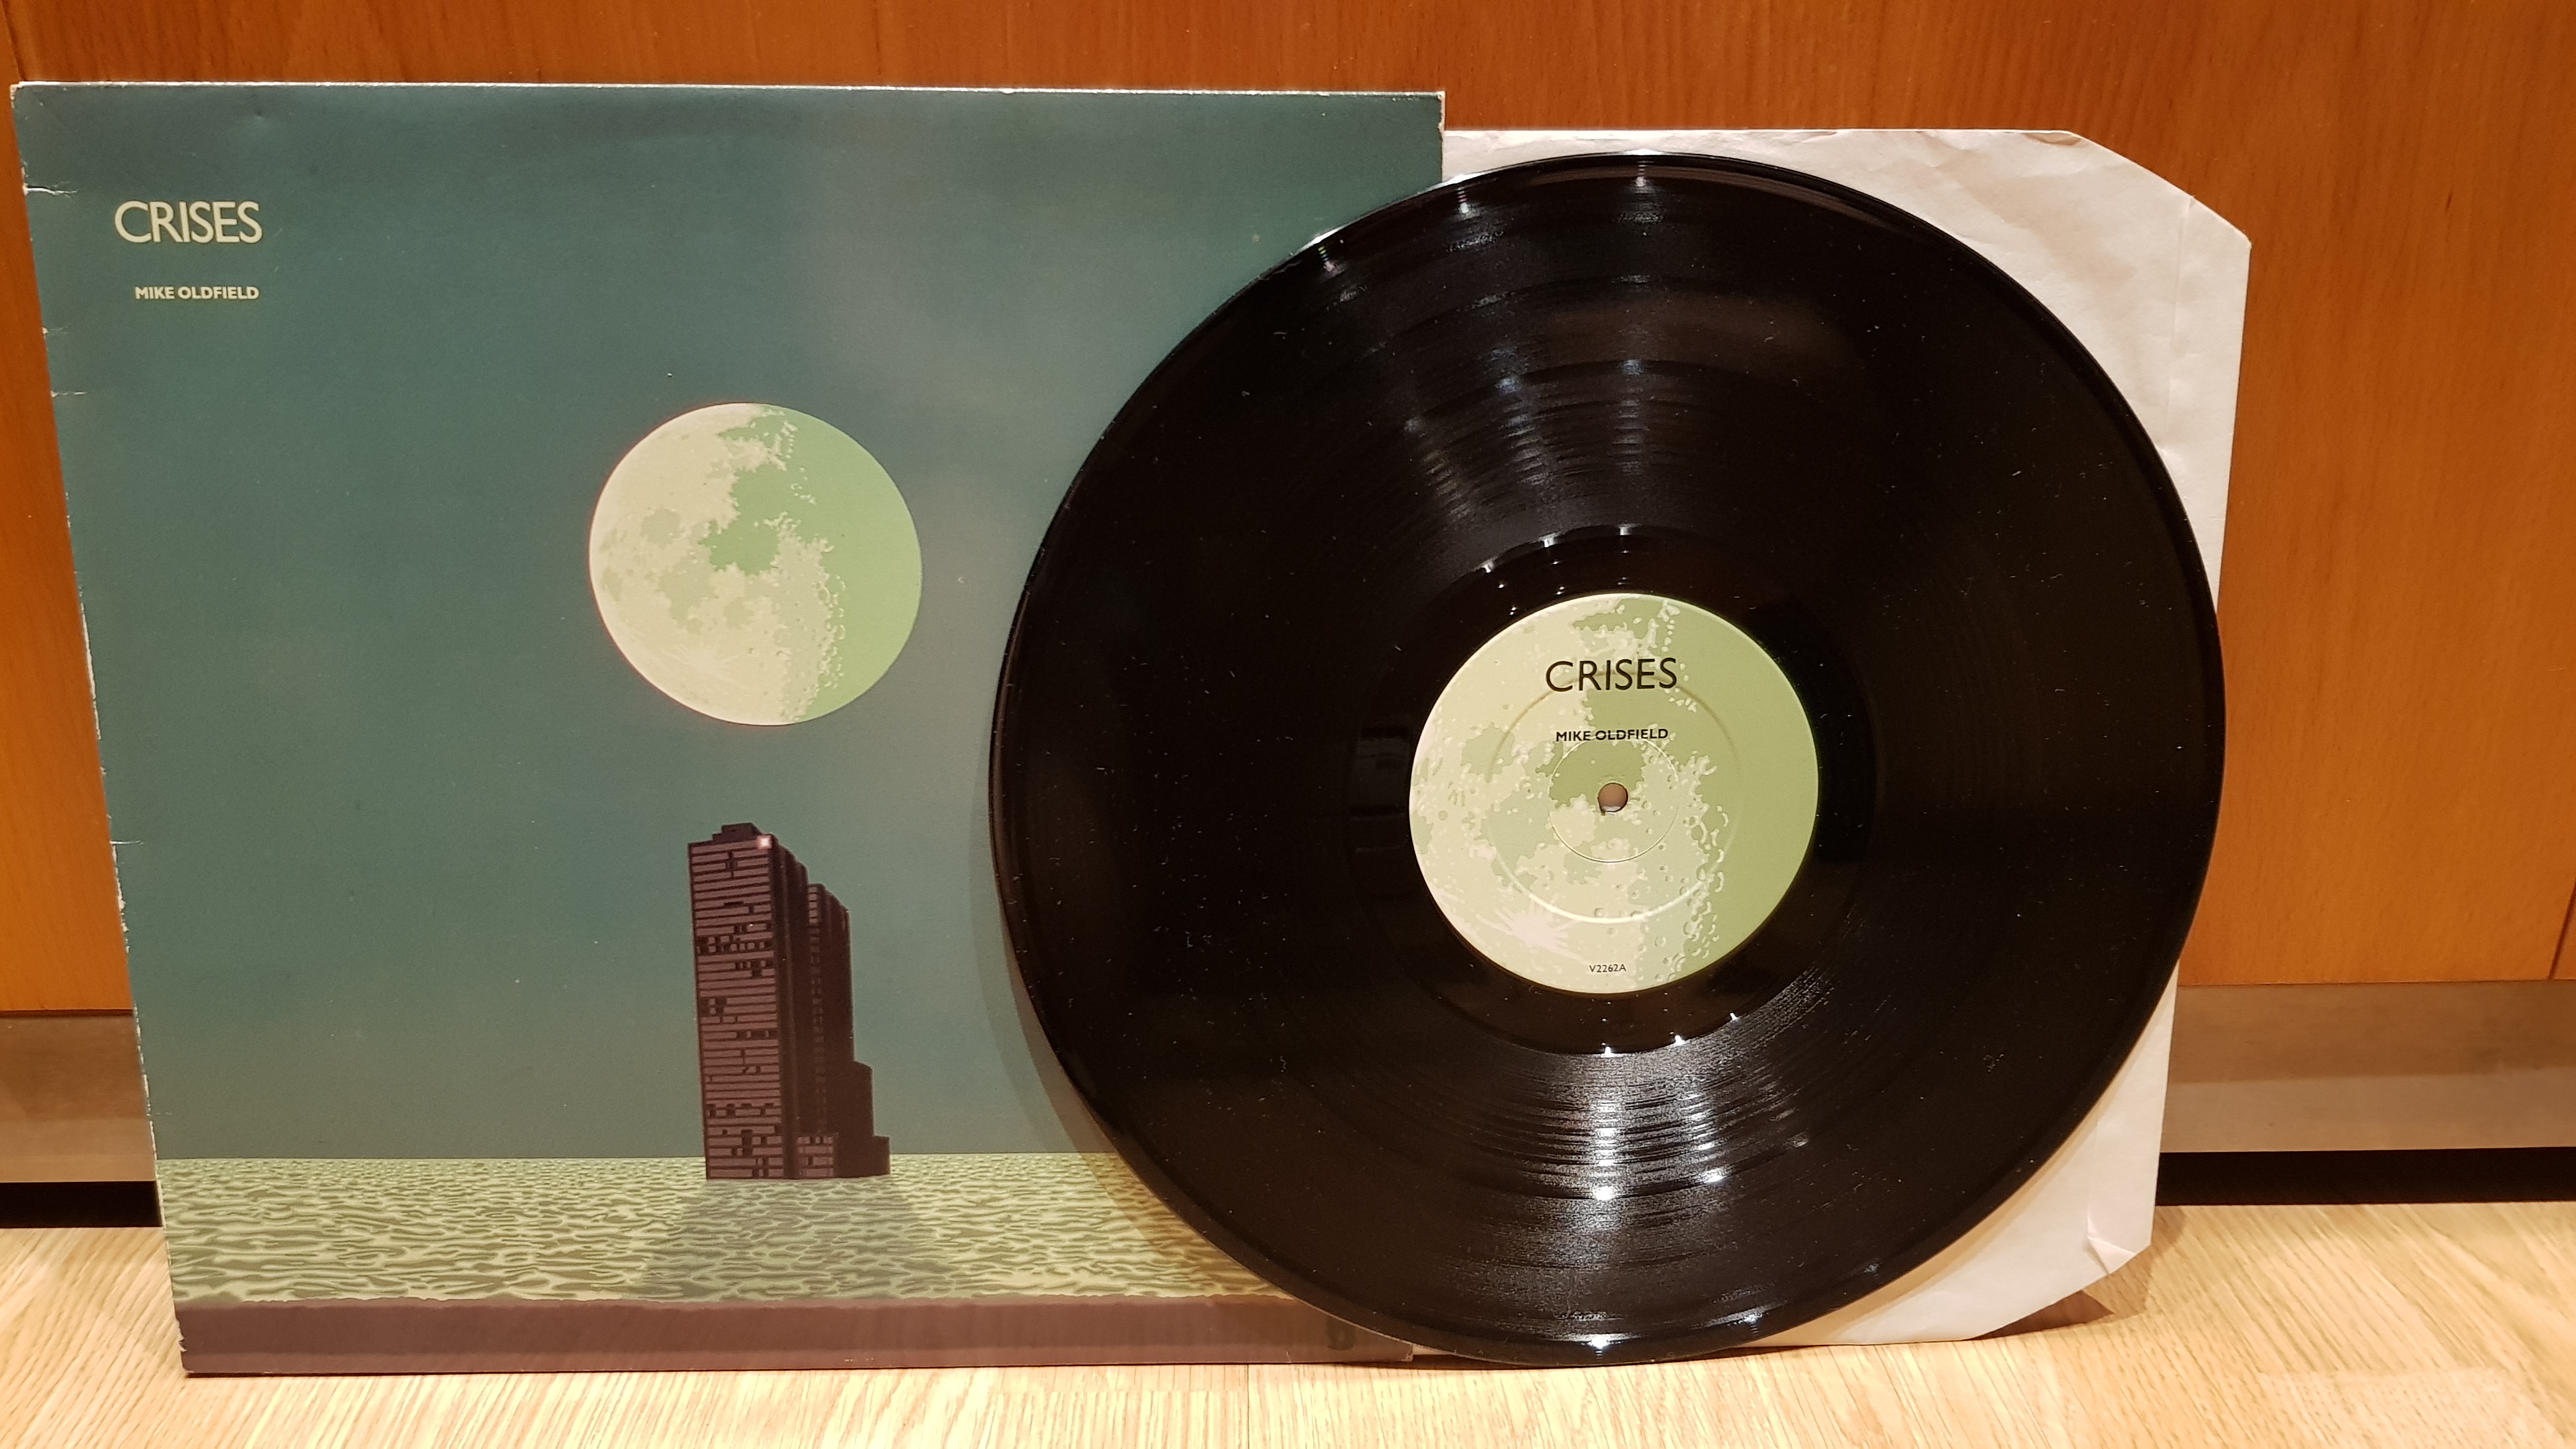 CRISES
MIKE OLDFIELD
CRISES
MIKE OLDFIELD
V2262A